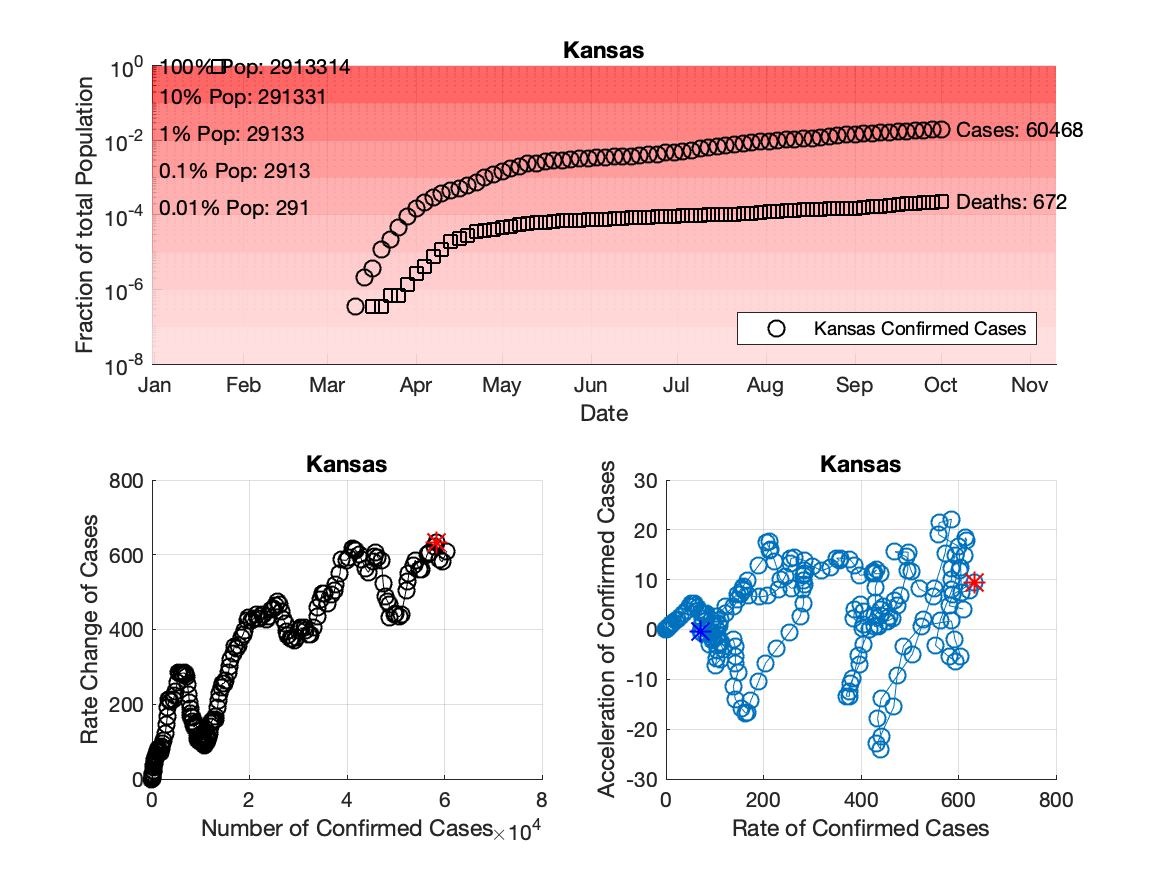 Kansas
Fraction of total Population
10^0
10^-2
10^-4
10^-6
10^-8
100% Pop: 2913314
10% Pop: 291331
1% Pop: 29133
0.1% Pop: 2913
0.01% Pop: 291
Cases: 60468
Deaths: 672
Kansas Confirmed Cases
Jan Feb Mar Apr May Jun Jul Aug Sep Oct Nov
Date
Kansas
Rate Change of Cases
800
600
400
200
0
0 2 4 6 8
Number of Confirmed Cases ×10^4
Kansas
Acceleration of Confirmed Cases
30
20
10
0
-10
-20
-30
0 200 400 600 800
Rate of Confirmed Cases